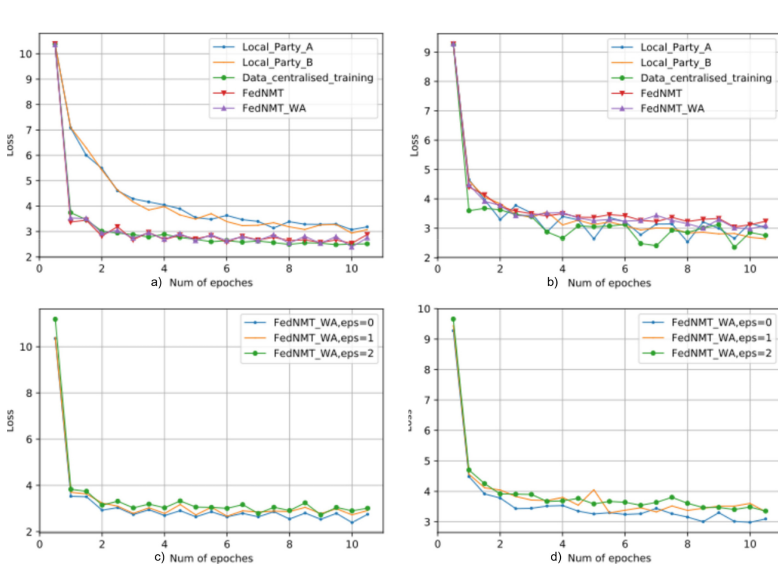 10
9
8
7
6
5
4
3
2
0
2
4
6
8
10
Loss
Num of epoches
a)
Local_Party_A
Local_Party_B
Data_centralised_training
FedNMT
FedNMT_WA
9
8
7
6
5
4
3
2
0
2
4
6
8
10
Loss
Num of epoches
b)
Local_Party_A
Local_Party_B
Data_centralised_training
FedNMT
FedNMT_WA
10
8
6
4
2
0
2
4
6
8
10
Loss
c) Num of epoches
FedNMT_WA,eps=0
FedNMT_WA,eps=1
FedNMT_WA,eps=2
10
9
8
7
6
5
4
3
0
2
4
6
8
10
d) Num of epoches
FedNMT_WA,eps=0
FedNMT_WA,eps=1
FedNMT_WA,eps=2